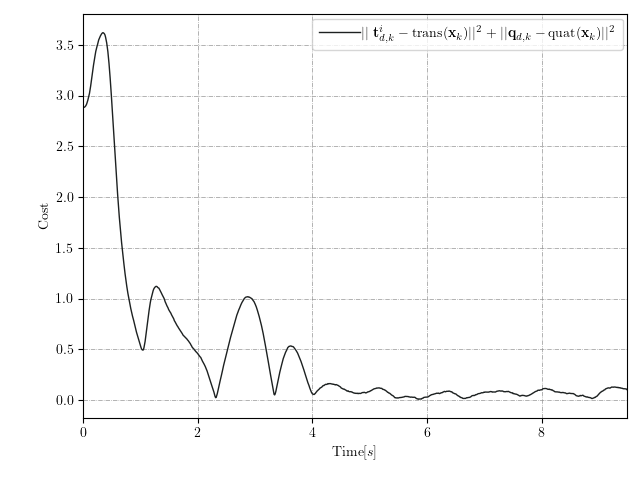 || t^i_{d,k} − trans(x_k)||^2 + ||q_{d,k} − quat(x_k)||^2
3.5
3.0
2.5
2.0
1.5
1.0
0.5
0.0
Cost
0 2 4 6 8
Time[s]